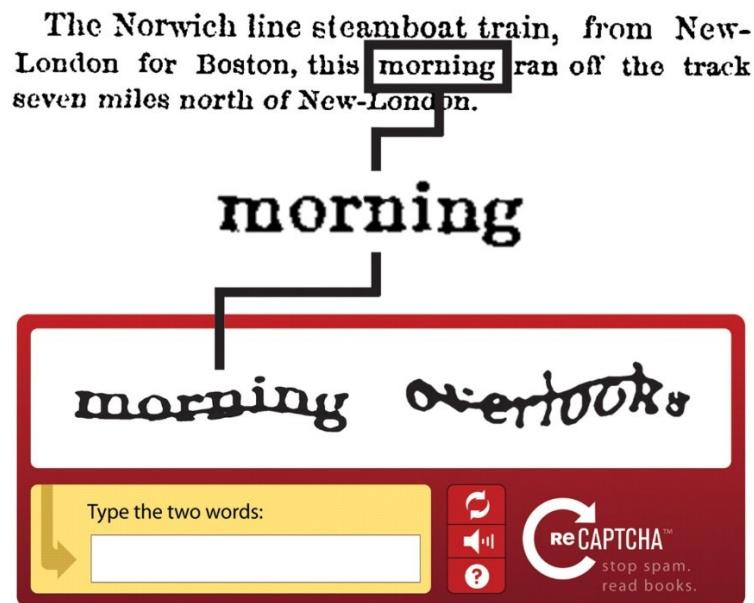 The Norwich line steamboat train, from New-
London for Boston, this morning ran off the track
seven miles north of New-London.
morning
morning overlooks
Type the two words:
ReCAPTCHA™
stop spam.
read books.